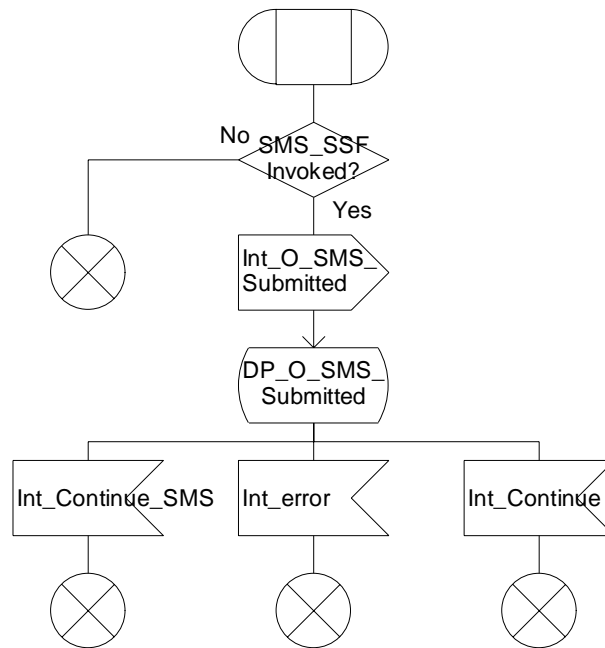 No
SMS_SSF
Invoked?
Yes
Int_O_SMS_
Submitted
DP_O_SMS_
Submitted
Int_Continue_SMS
Int_error
Int_Continue